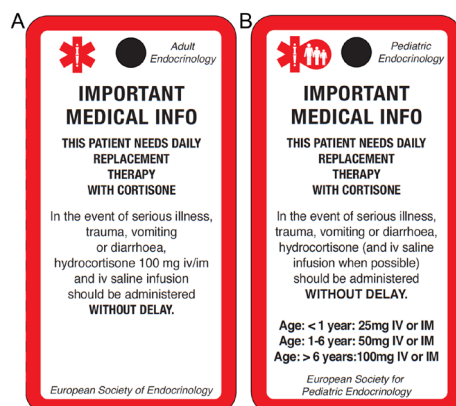 A
Adult
Endocrinology
IMPORTANT
MEDICAL INFO
THIS PATIENT NEEDS DAILY
REPLACEMENT
THERAPY
WITH CORTISONE
In the event of serious illness,
trauma, vomiting
or diarrhoea,
hydrocortisone 100 mg iv/im
and iv saline infusion
should be administered
WITHOUT DELAY.
European Society of Endocrinology
B
Pediatric
Endocrinology
IMPORTANT
MEDICAL INFO
THIS PATIENT NEEDS DAILY
REPLACEMENT
THERAPY
WITH CORTISONE
In the event of serious illness,
trauma, vomiting or diarrhoea,
hydrocortisone (and iv saline
infusion when possible)
should be administered
WITHOUT DELAY.
Age: < 1 year: 25mg IV or IM
Age: 1-6 year: 50mg IV or IM
Age: > 6 years:100mg IV or IM
European Society for
Pediatric Endocrinology